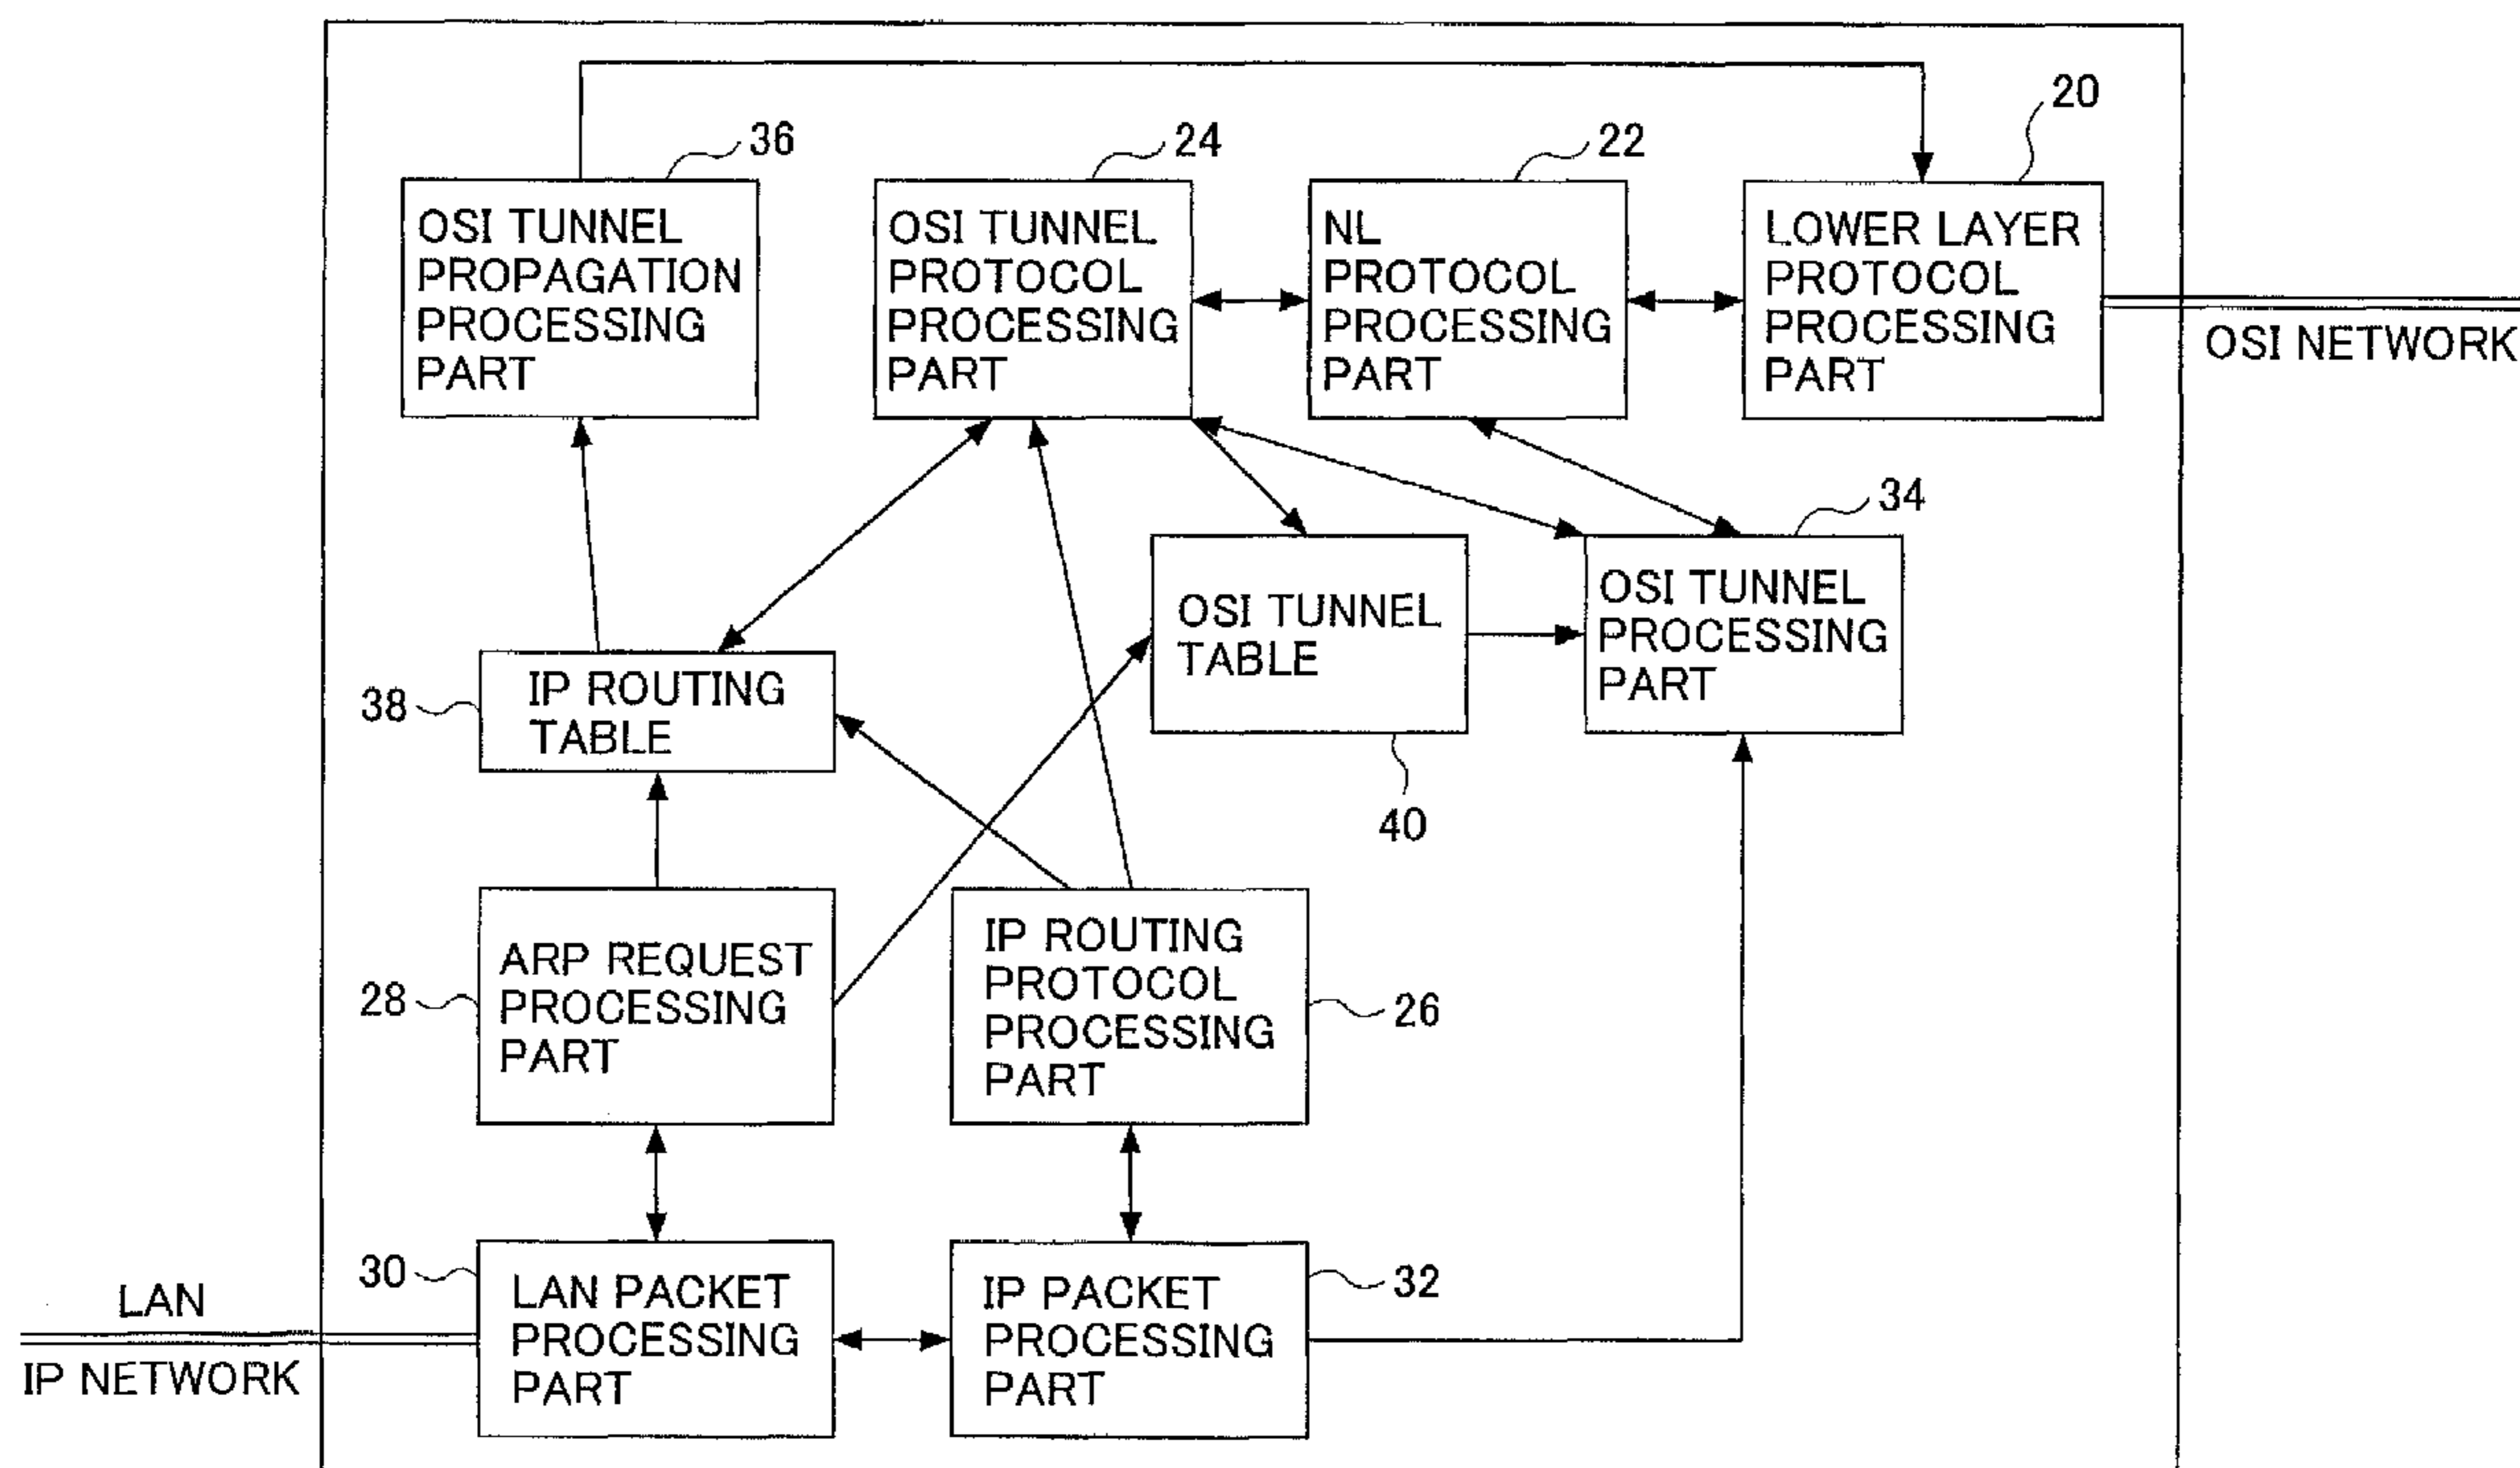 20
36
24
22
OSI TUNNEL
PROPAGATION
PROCESSING
PART
OSI TUNNEL
PROTOCOL
PROCESSING
PART
NL
PROTOCOL
PROCESSING
PART
LOWER LAYER
PROTOCOL
PROCESSING
PART
OSI NETWORK
34
OSI TUNNEL
TABLE
OSI TUNNEL
PROCESSING
PART
38
IP ROUTING
TABLE
40
28
ARP REQUEST
PROCESSING
PART
IP ROUTING
PROTOCOL
PROCESSING
PART
26
30
LAN PACKET
PROCESSING
PART
IP PACKET
PROCESSING
PART
32
LAN
IP NETWORK